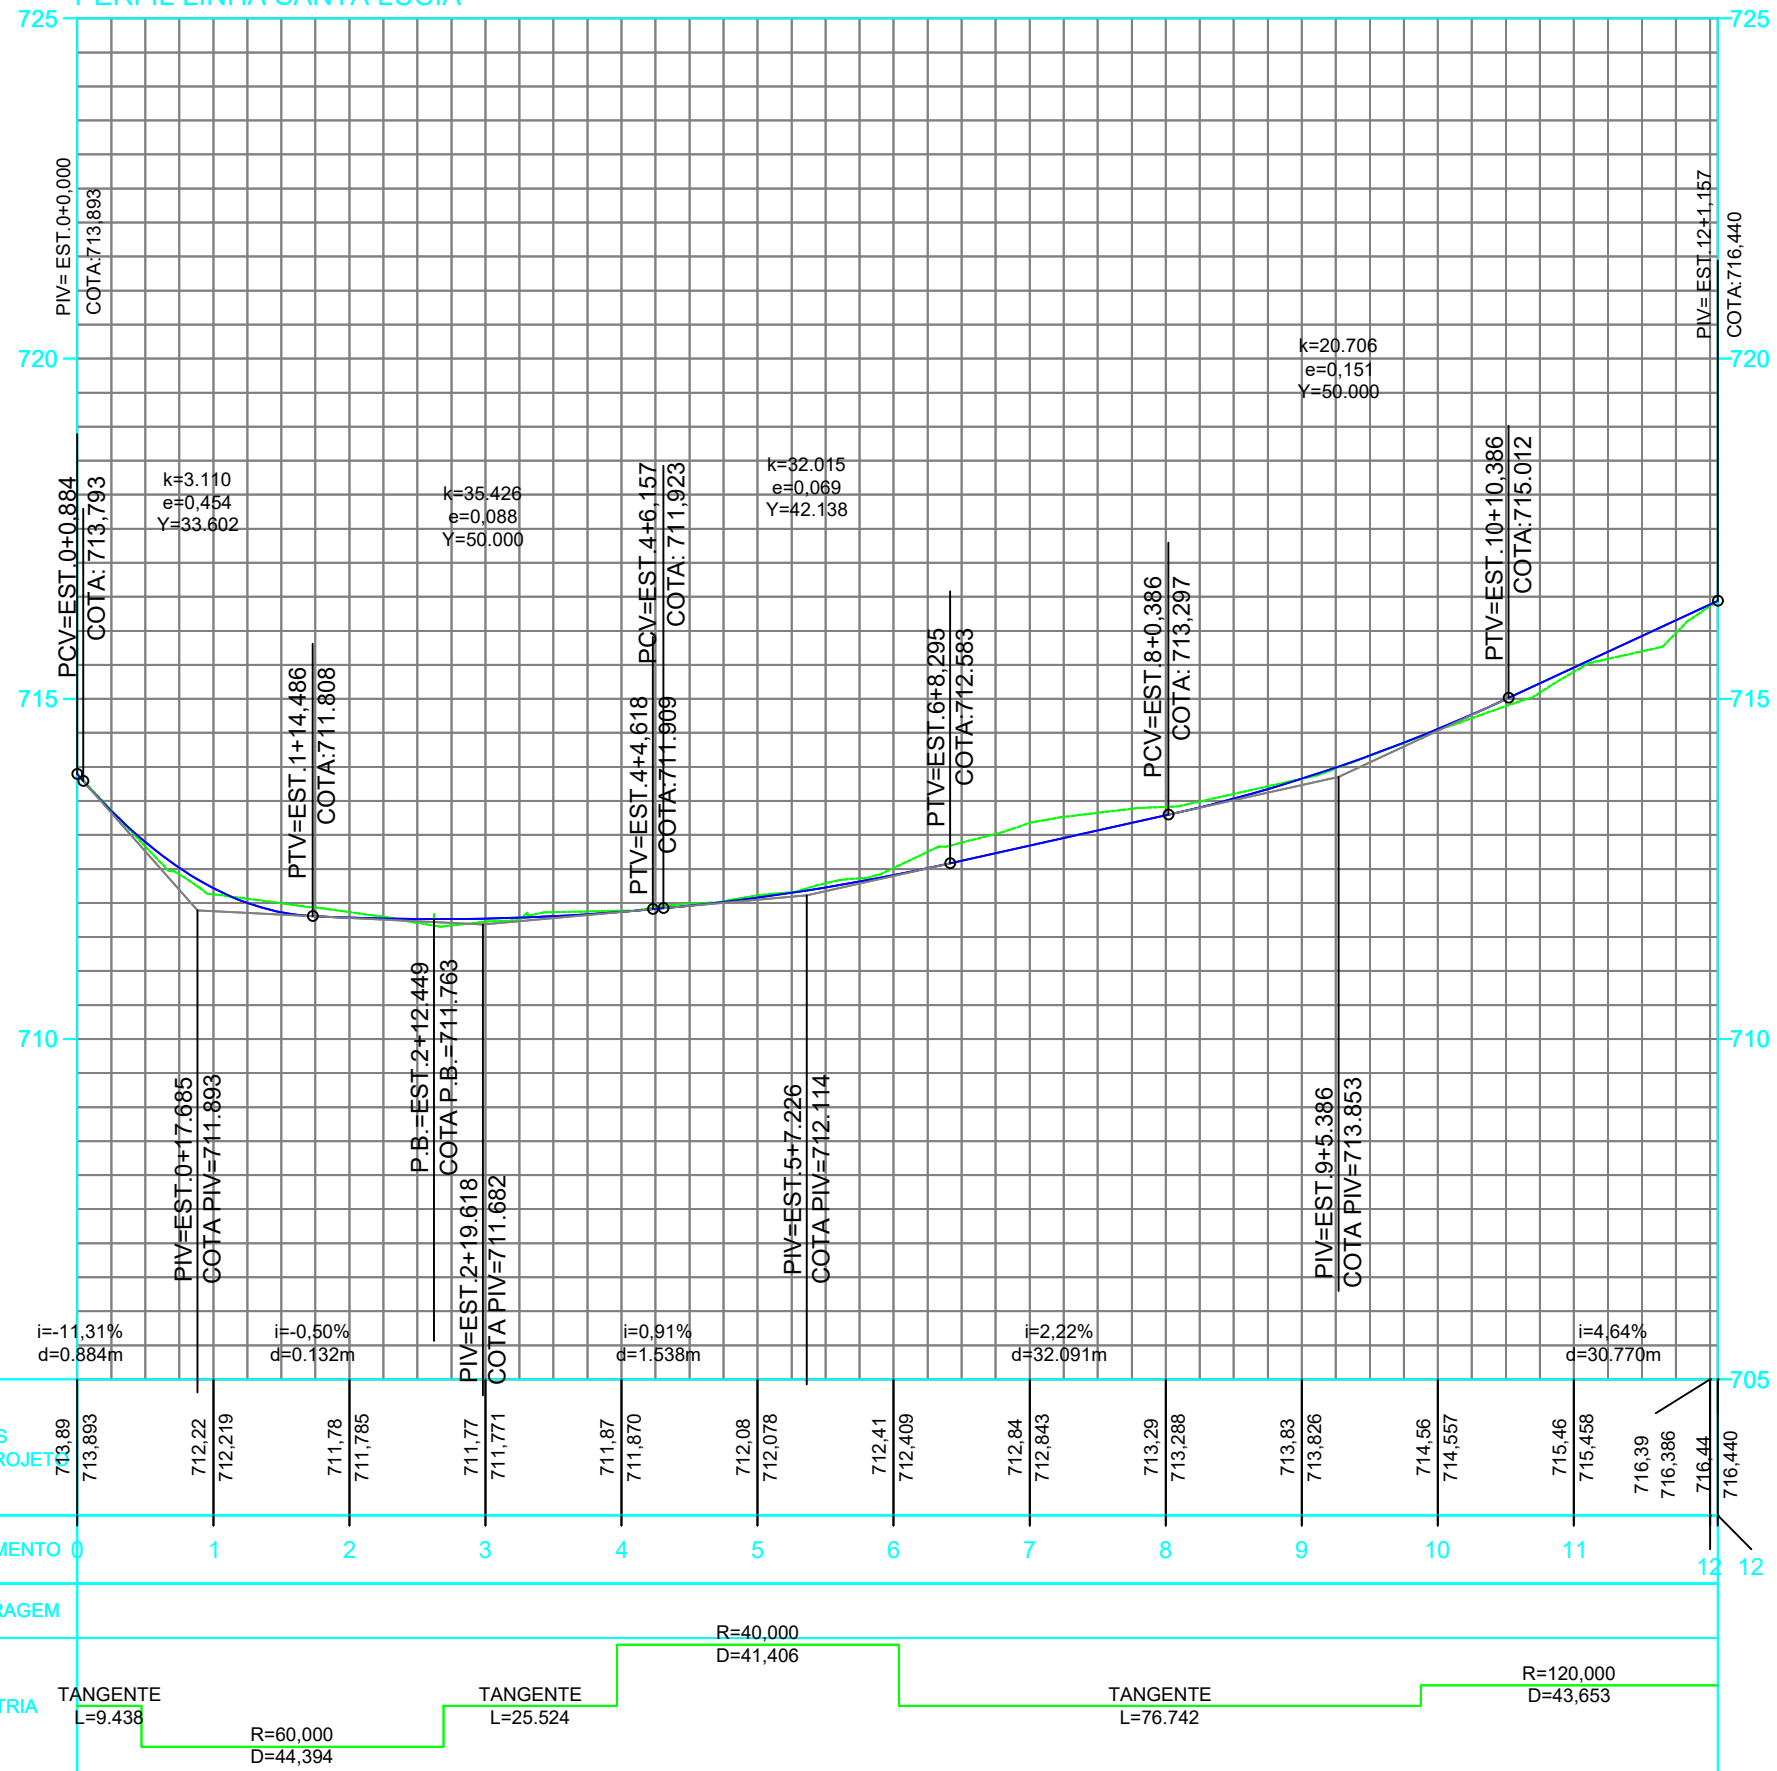 PERFIL LINHA SANTA LUCIA
725
725
720
720
715
715
710
710
705
PIV= EST.0+0,000
COTA:713,893
PCV=EST.0+0,884
COTA: 713,793
k=3.110
e=0,454
Y=33.602
PTV=EST.1+14,486
COTA:711.808
k=35.426
e=0,088
Y=50.000
PTV=EST.4+4,618
COTA:711.909
PCV=EST.4+6,157
COTA: 711,923
k=32.015
e=0,069
Y=42.138
PTV=EST.6+8,295
COTA:712.583
PCV=EST.8+0,386
COTA: 713,297
k=20.706
e=0,151
Y=50.000
PTV=EST.10+10,386
COTA:715.012
PIV= EST.12+1,157
COTA:716,440
PIV=EST.0+17.685
COTA PIV=711.893
P.B.=EST.2+12.449
COTA P.B.=711.763
PIV=EST.2+19.618
COTA PIV=711.682
PIV=EST.5+7.226
COTA PIV=712.114
PIV=EST.9+5.386
COTA PIV=713.853
i=-11,31%
d=0.884m
i=-0,50%
d=0.132m
i=0,91%
d=1.538m
i=2,22%
d=32.091m
i=4,64%
d=30.770m
S
ROJETO
713,89
713,893
712,22
712,219
711,78
711,785
711,77
711,771
711,87
711,870
712,08
712,078
712,41
712,409
712,84
712,843
713,29
713,288
713,83
713,826
714,56
714,557
715,46
715,458
716,39
716,386
716,44
716,440
MENTO
0
1
2
3
4
5
6
7
8
9
10
11
12
12
RAGEM
TRIA
TANGENTE
L=9.438
R=60,000
D=44,394
TANGENTE
L=25.524
R=40,000
D=41,406
TANGENTE
L=76.742
R=120,000
D=43,653